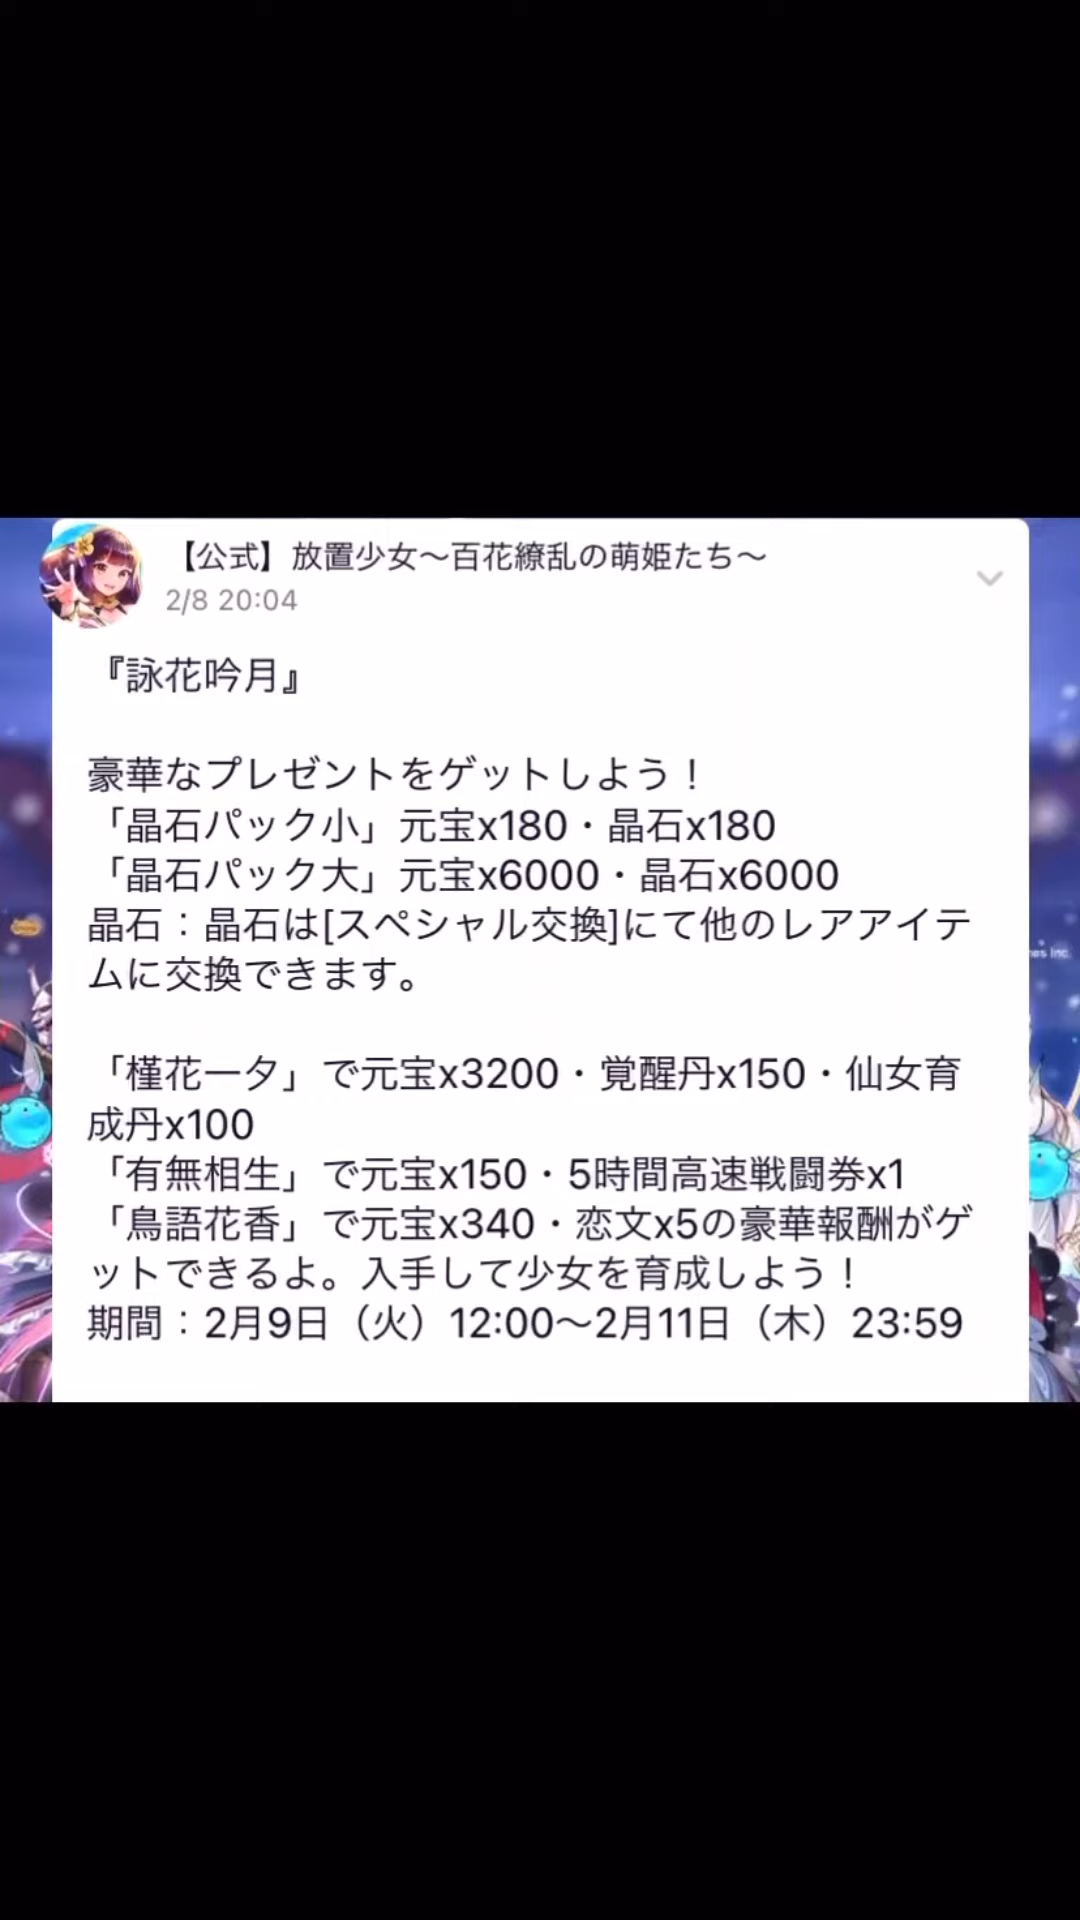 【公式】放置少女〜百花繚乱の萌姫たち〜
2/8 20:04
『詠花吟月』
豪華なプレゼントをゲットしよう！
「晶石パック小」元宝x180・晶石x180
「晶石パック大」元宝x6000・晶石x6000
晶石：晶石は[スペシャル交換]にて他のレアアイテ
ムに交換できます。
「槿花一夕」で元宝x3200・覚醒丹x150・仙女育
成丹x100
「有無相生」で元宝x150・5時間高速戦闘券x1
「鳥語花香」で元宝x340・恋文x5の豪華報酬がゲ
ットできるよ。入手して少女を育成しよう！
期間：2月9日（火）12:00〜2月11日（木）23:59